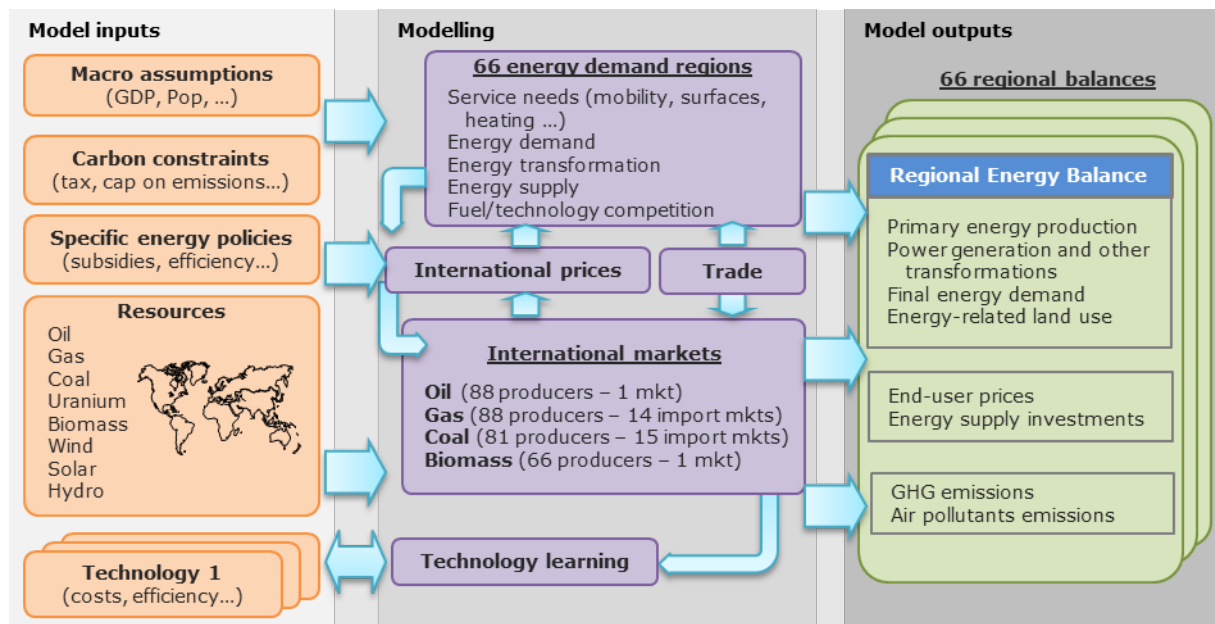 Model inputs
Macro assumptions
(GDP, Pop, ...)
Carbon constraints
(tax, cap on emissions...)
Specific energy policies
(subsidies, efficiency...)
Resources
Oil
Gas
Coal
Uranium
Biomass
Wind
Solar
Hydro
Technology 1
(costs, efficiency...)
Modelling
66 energy demand regions
Service needs (mobility, surfaces,
heating ...)
Energy demand
Energy transformation
Energy supply
Fuel/technology competition
International prices
Trade
International markets
Oil (88 producers – 1 mkt)
Gas (88 producers – 14 import mkts)
Coal (81 producers – 15 import mkts)
Biomass (66 producers – 1 mkt)
Technology learning
Model outputs
66 regional balances
Regional Energy Balance
Primary energy production
Power generation and other
transformations
Final energy demand
Energy-related land use
End-user prices
Energy supply investments
GHG emissions
Air pollutants emissions